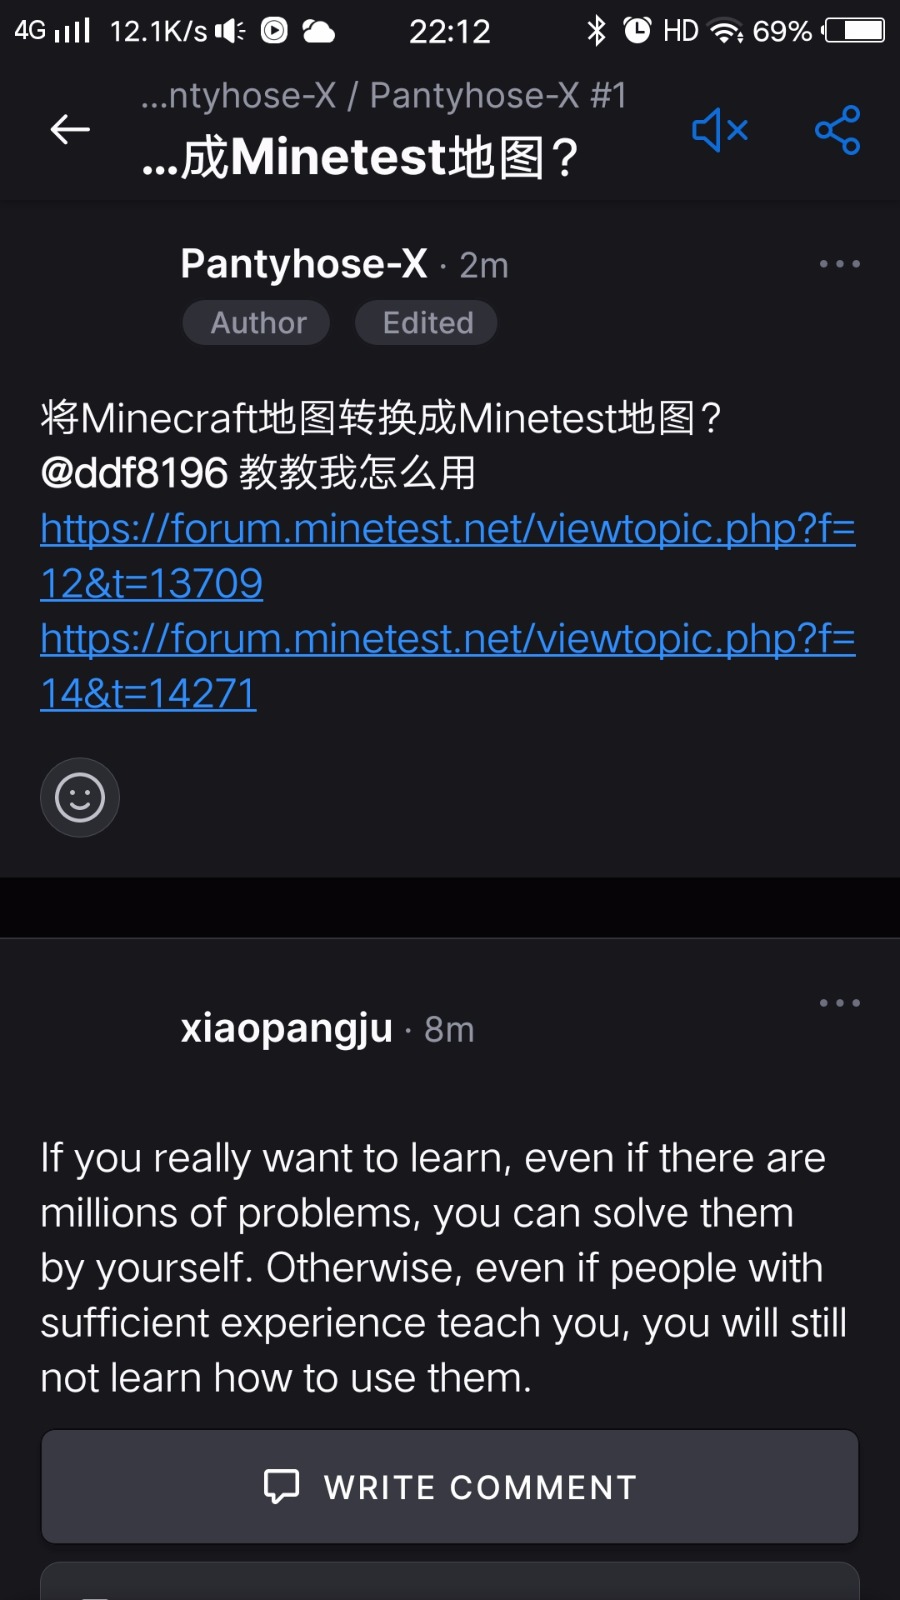 4G 12.1K/s 22:12 HD 69%
...ntyhose-X / Pantyhose-X #1
...成Minetest地图？
Pantyhose-X · 2m
Author Edited
将Minecraft地图转换成Minetest地图？
@ddf8196 教教我怎么用
https://forum.minetest.net/viewtopic.php?f=
12&t=13709
https://forum.minetest.net/viewtopic.php?f=
14&t=14271
xiaopangju · 8m
If you really want to learn, even if there are
millions of problems, you can solve them
by yourself. Otherwise, even if people with
sufficient experience teach you, you will still
not learn how to use them.
WRITE COMMENT